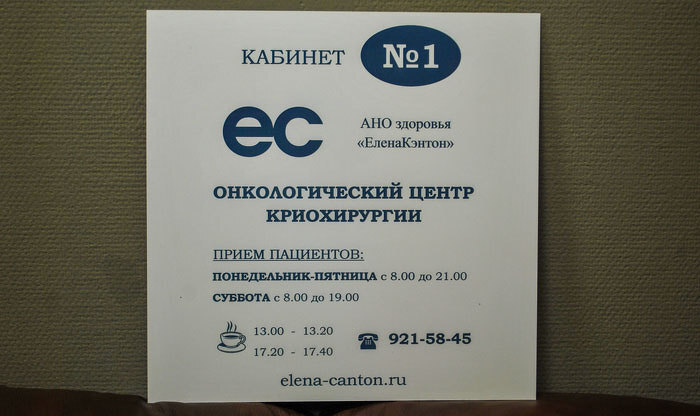 КАБИНЕТ №1
ес
АНО здоровья
«ЕленаКэнтон»
ОНКОЛОГИЧЕСКИЙ ЦЕНТР
КРИОХИРУРГИИ
ПРИЕМ ПАЦИЕНТОВ:
ПОНЕДЕЛЬНИК-ПЯТНИЦА с 8.00 до 21.00
СУББОТА с 8.00 до 19.00
13.00 - 13.20
17.20 - 17.40
921-58-45
elena-canton.ru